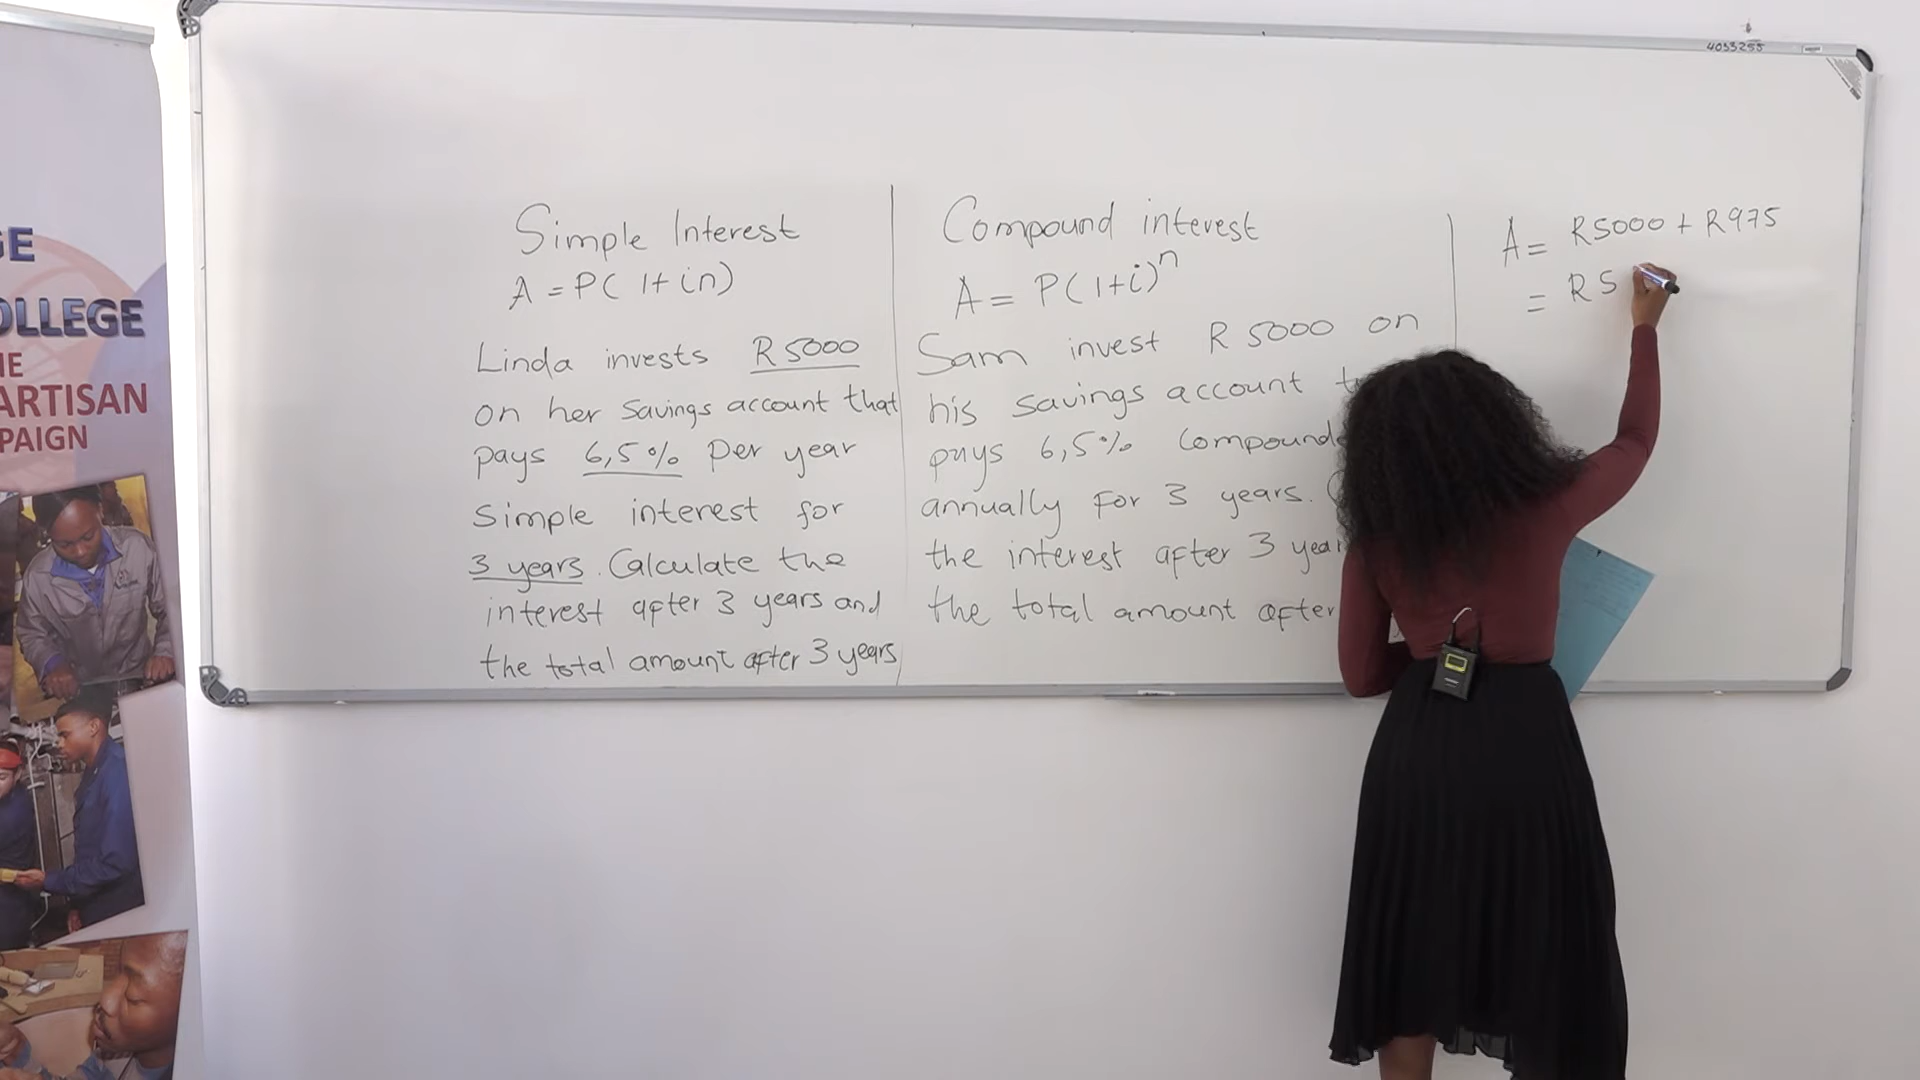 GE
OLLEGE
HE
ARTISAN
PAIGN
4033255
Simple Interest
A = P( 1 + in)
Linda invests R5000
on her savings account that
pays 6,5% per year
simple interest for
3 years. Calculate the
interest after 3 years and
the total amount after 3 years
Compound interest
A = P(1+i)^n
Sam invest R 5000 on
his savings account
pays 6,5%
annually For 3 years.
the interest after 3
the total amount after
A = R5000 + R975
= R5